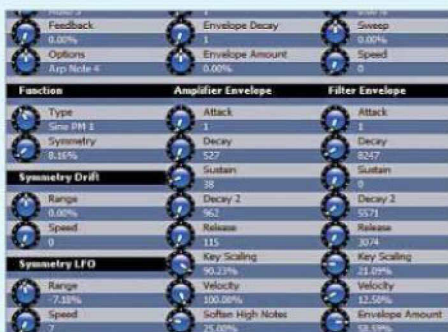 Feedback
0.00%
Options
Arp Note 4
Function
Type
Sine PM 1
Symmetry
8.16%
Symmetry Drift
Range
0.00%
Speed
0
Symmetry LFO
Range
-7.18%
Speed
7
1
Envelope Decay
1
Envelope Amount
0.00%
Amplifier Envelope
Attack
1
Decay
527
Sustain
38
Decay 2
962
Release
115
Key Scaling
90.23%
Velocity
100.00%
Soften High Notes
25.00%
0.00%
Sweep
0.00%
Speed
0
Filter Envelope
Attack
1
Decay
8247
Sustain
0
Decay 2
5571
Release
3074
Key Scaling
21.09%
Velocity
12.50%
Envelope Amount
58.59%